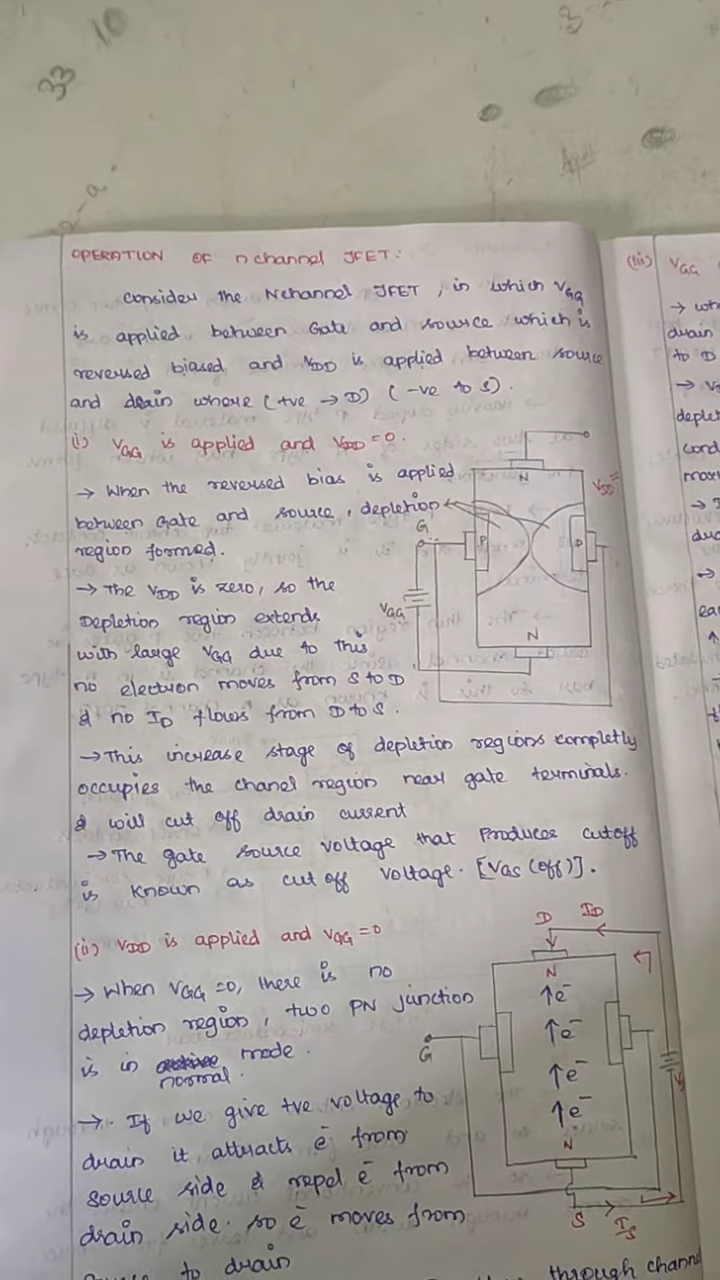 33 10
3
OPERATION OF n channel JFET:
Consider the N channel JFET, in which VGG
is applied between Gate and source which is
reversed biased and VDD is applied between source
and drain where (+ve → D) (-ve to S).
(i) VGG is applied and VDD = 0.
→ When the reversed bias is applied
between Gate and source, depletion
region formed.
→ The VDD is zero, so the
Depletion region extends
with large VGG due to this
no electron moves from S to D
& no ID flows from D to S.
→ This increase stage of depletion regions completly
occupies the chanel region near gate terminals.
& will cut off drain current
→ The gate source voltage that produces cutoff
is known as cut off voltage. [VGS (off)].
N
G
P
P
VGG
N
(ii) VDD is applied and VGG = 0
→ When VGG = 0, there is no
depletion region, two PN junction
is in mode.
normal.
→ If we give +ve voltage to
drain it attracts e- from
source side & repel e- from
drain side. so e- moves from
to drain
through channel
D ID
N
↑e-
↑e-
↑e-
↑e-
G
N
S IS
(iii) VGG
drain
to D
deplet
cond